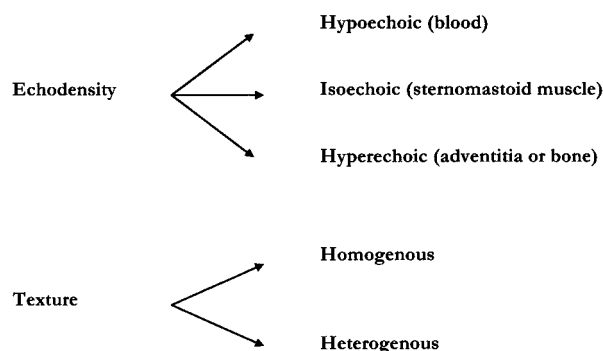 Hypoechoic (blood)
Echodensity
Isoechoic (sternomastoid muscle)
Hyperechoic (adventitia or bone)
Homogenous
Texture
Heterogenous